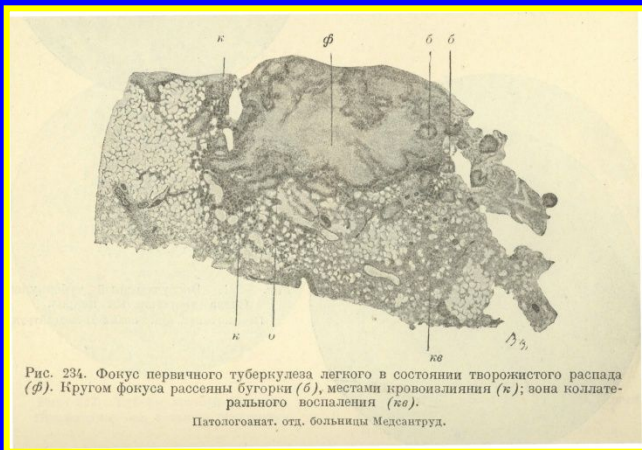 к ф б б
к б
кв
Рис. 234. Фокус первичного туберкулеза легкого в состоянии творожистого распада
(ф). Кругом фокуса рассеяны бугорки (б), местами кровоизлияния (к); зона коллате-
рального воспаления (кв).
Патологоанат. отд. больницы Медсантруд.